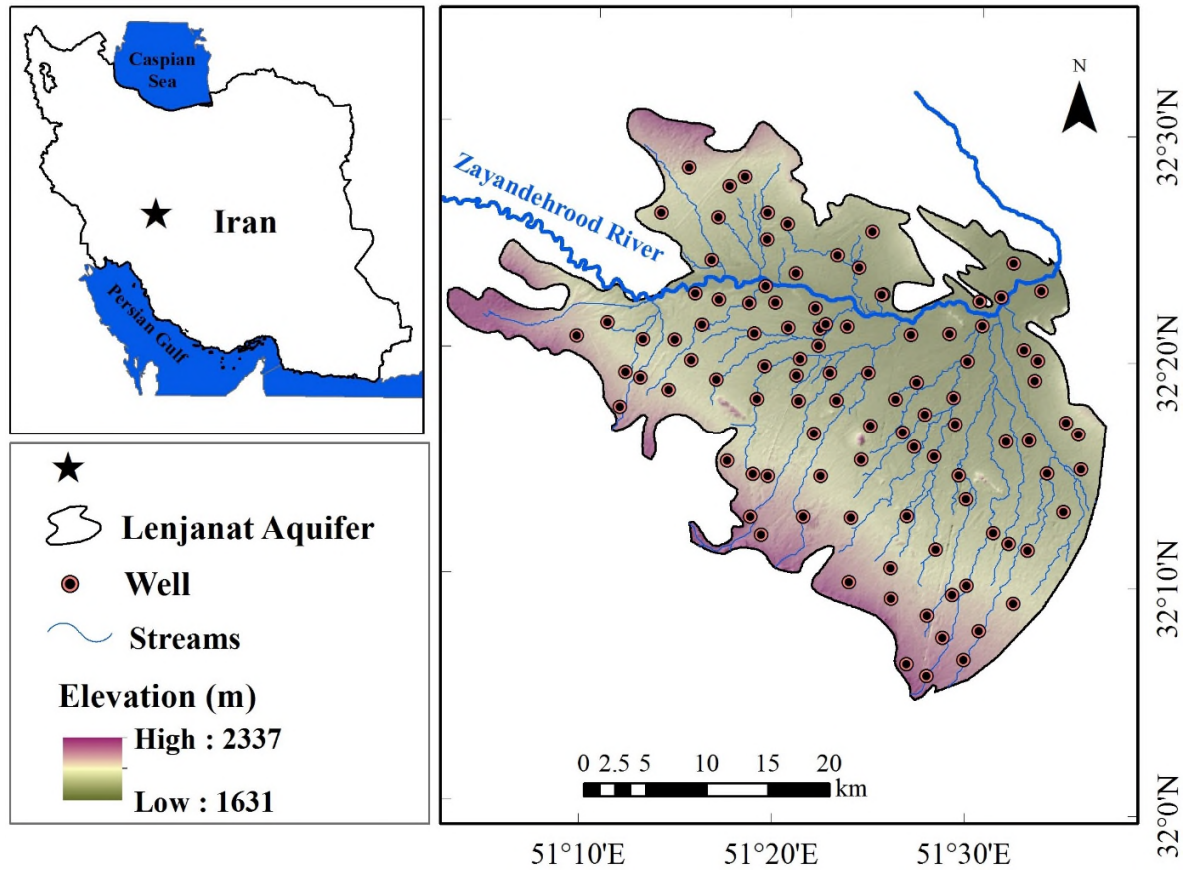 Caspian
Sea
Iran
Persian Gulf
Lenjanat Aquifer
Well
Streams
Elevation (m)
High : 2337
Low : 1631
N
Zayandehrood River
0 2.5 5 10 15 20
km
32°30'N
32°20'N
32°10'N
32°0'N
51°10'E 51°20'E 51°30'E